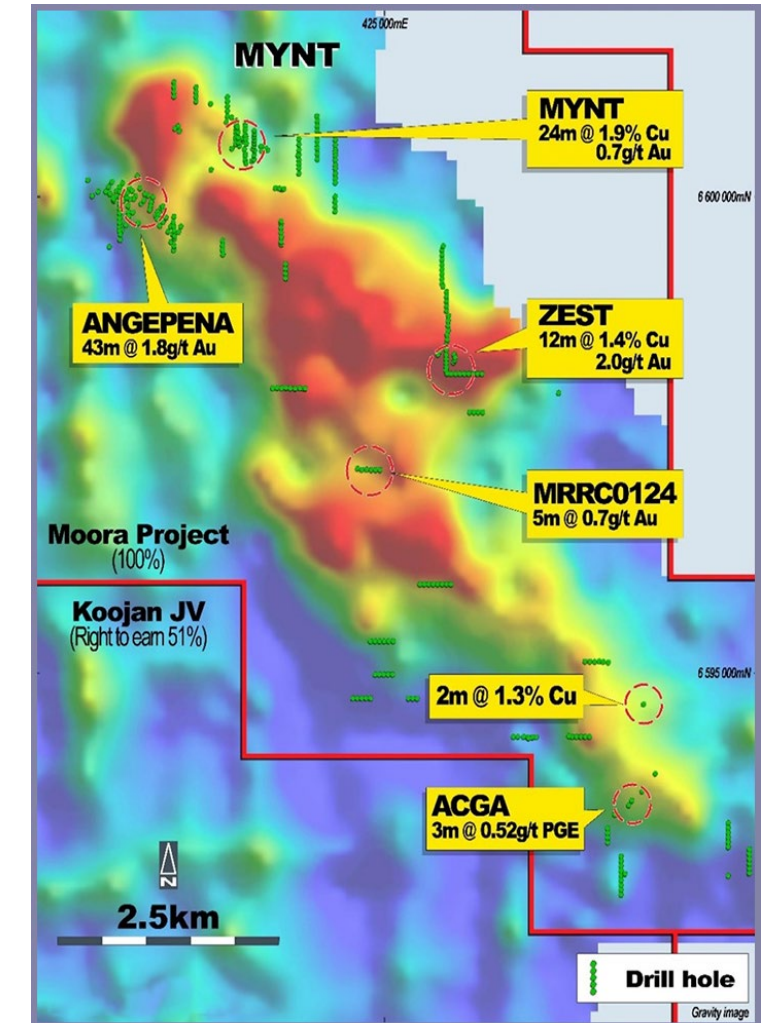 425 000mE
MYNT
MYNT
24m @ 1.9% Cu
0.7g/t Au
6 600 000mN
ANGEPENA
43m @ 1.8g/t Au
ZEST
12m @ 1.4% Cu
2.0g/t Au
MRRC0124
5m @ 0.7g/t Au
Moora Project
(100%)
Koojan JV
(Right to earn 51%)
6 595 000mN
2m @ 1.3% Cu
ACGA
3m @ 0.52g/t PGE
N
2.5km
Drill hole
Gravity image